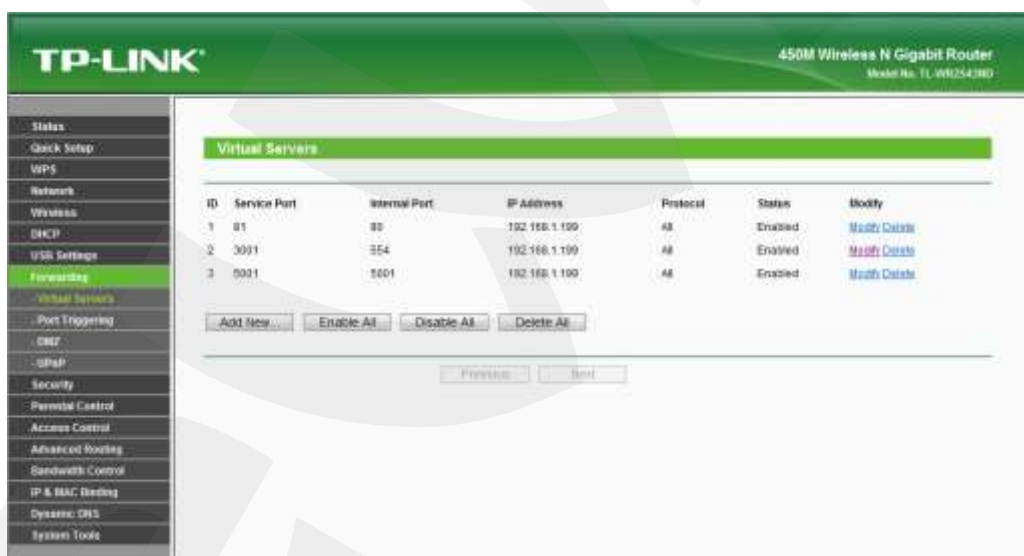 TP-LINK
450M Wireless N Gigabit Router
Model No. TL-WR2543ND
Status
Quick Setup
WPS
Network
Wireless
DHCP
USB Settings
Forwarding
- Virtual Servers
- Port Triggering
- DMZ
- UPnP
Security
Parental Control
Access Control
Advanced Routing
Bandwidth Control
IP & MAC Binding
Dynamic DNS
System Tools
Virtual Servers
ID Service Port Internal Port IP Address Protocol Status Modify
1 81 80 192.168.1.199 All Enabled Modify Delete
2 3001 554 192.168.1.199 All Enabled Modify Delete
3 5001 5001 192.168.1.199 All Enabled Modify Delete
Add New... Enable All Disable All Delete All
Previous Next